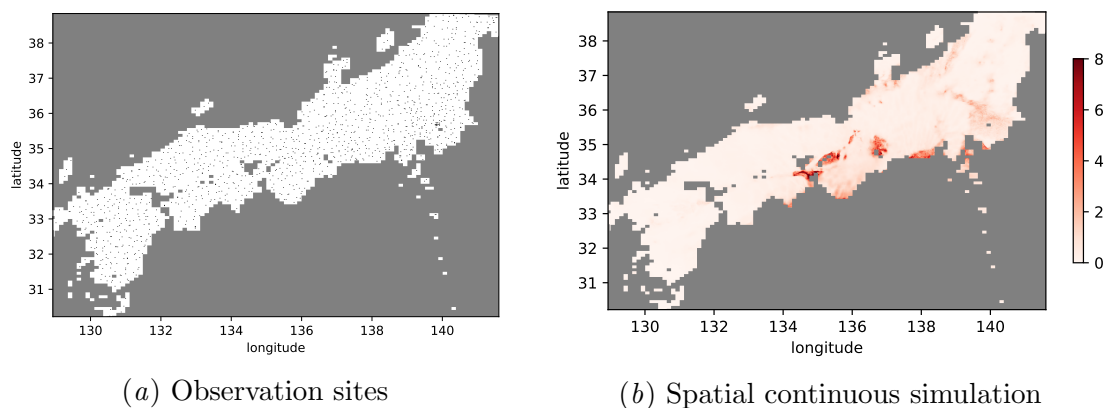 38
37
36
35
34
33
32
31
latitude
130 132 134 136 138 140
longitude
(a) Observation sites
38
37
36
35
34
33
32
31
latitude
130 132 134 136 138 140
longitude
8
6
4
2
0
(b) Spatial continuous simulation